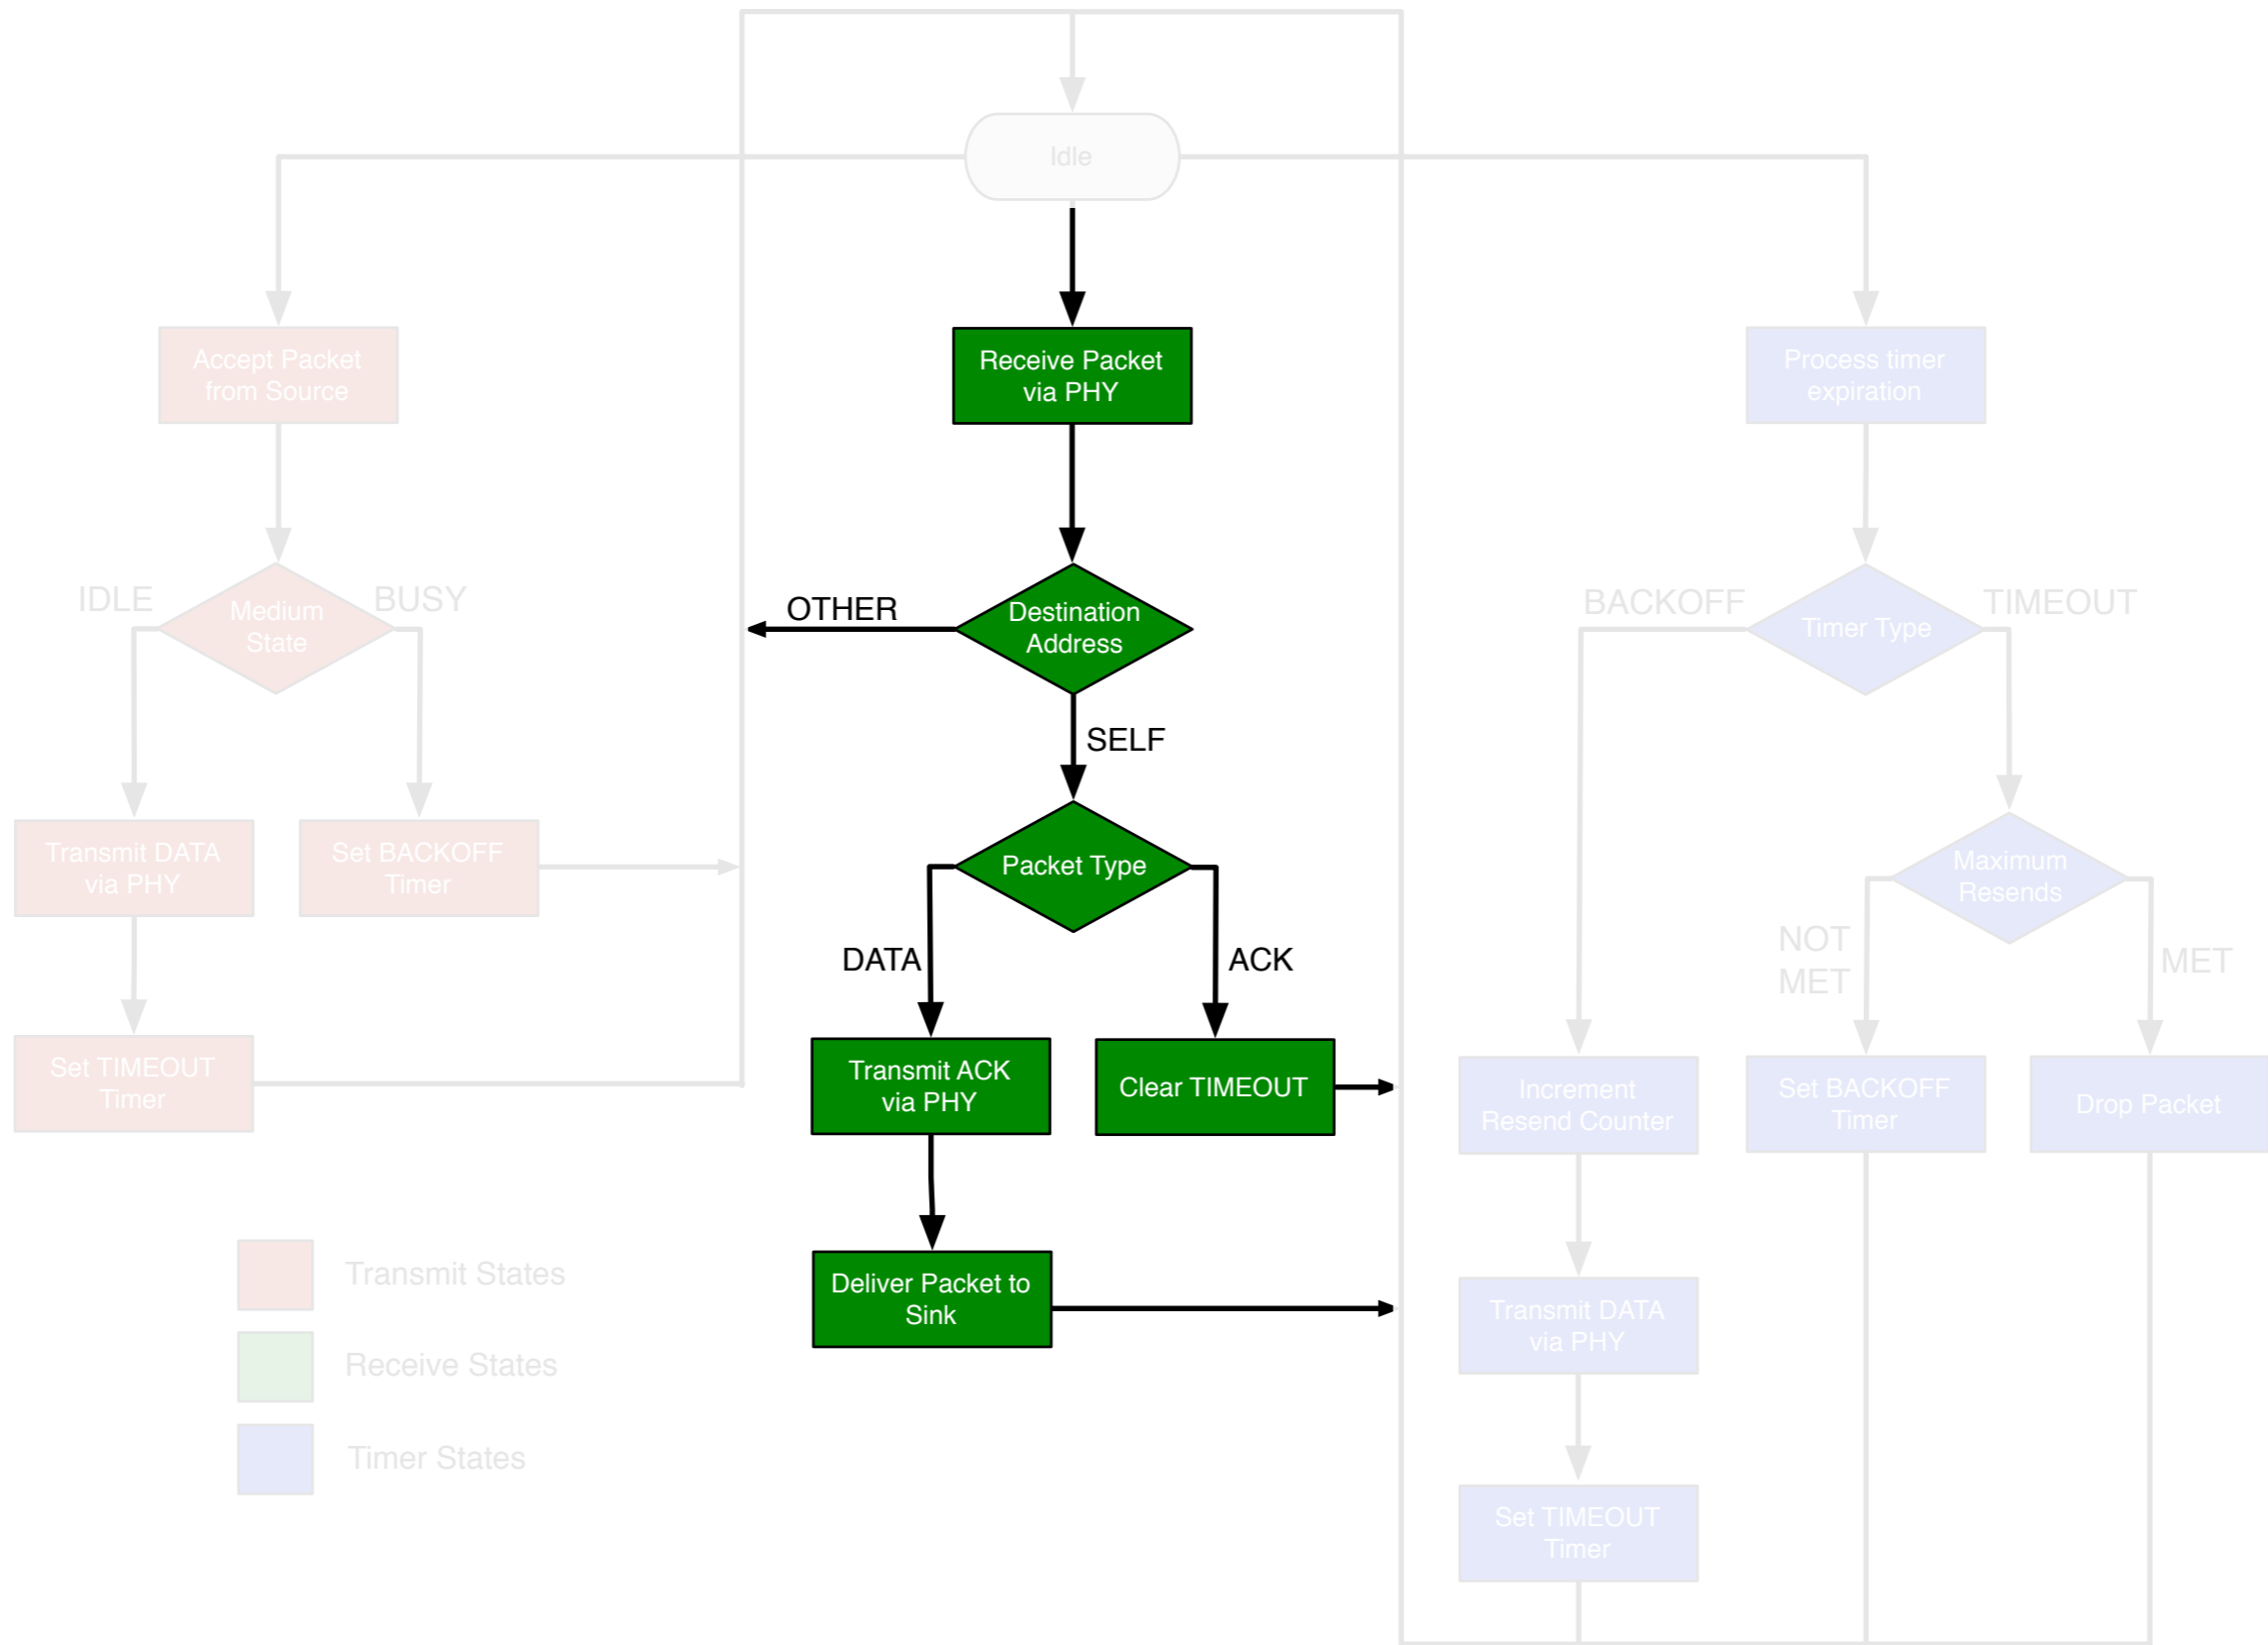 Idle
Accept Packet
from Source
Receive Packet
via PHY
Process timer
expiration
IDLE
Medium
State
BUSY
OTHER
Destination
Address
BACKOFF
Timer Type
TIMEOUT
SELF
Transmit DATA
via PHY
Set BACKOFF
Timer
Packet Type
Maximum
Resends
DATA
ACK
NOT
MET
MET
Set TIMEOUT
Timer
Transmit ACK
via PHY
Clear TIMEOUT
Increment
Resend Counter
Set BACKOFF
Timer
Drop Packet
Transmit States
Deliver Packet to
Sink
Transmit DATA
via PHY
Receive States
Timer States
Set TIMEOUT
Timer